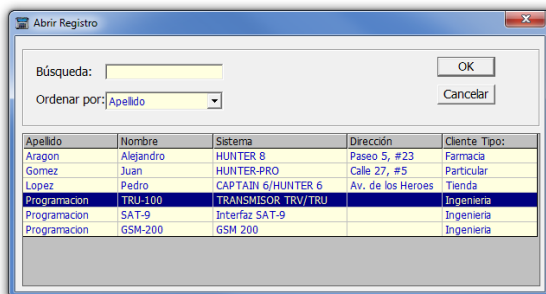 Abrir Registro
Búsqueda:
OK
Ordenar por: Apellido
Cancelar
Apellido Nombre Sistema Dirección Cliente Tipo:
Aragon Alejandro HUNTER 8 Paseo 5, #23 Farmacia
Gomez Juan HUNTER-PRO Calle 27, #5 Particular
Lopez Pedro CAPTAIN 6/HUNTER 6 Av. de los Heroes Tienda
Programacion TRU-100 TRANSMISOR TRV/TRU Ingenieria
Programacion SAT-9 Interfaz SAT-9 Ingenieria
Programacion GSM-200 GSM 200 Ingenieria